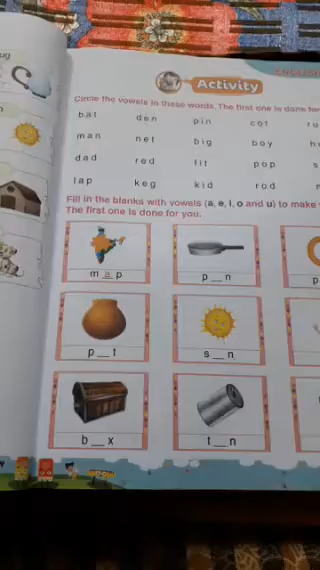 Activity
ENGLISH
Circle the vowels in these words. The first one is done for
bat den pin cot
man net big boy
dad red fit pop
lap keg kid rod
Fill in the blanks with vowels (a, e, i, o and u) to make
The first one is done for you.
m a p p __ n p
p __ t s __ n
b __ x t __ n